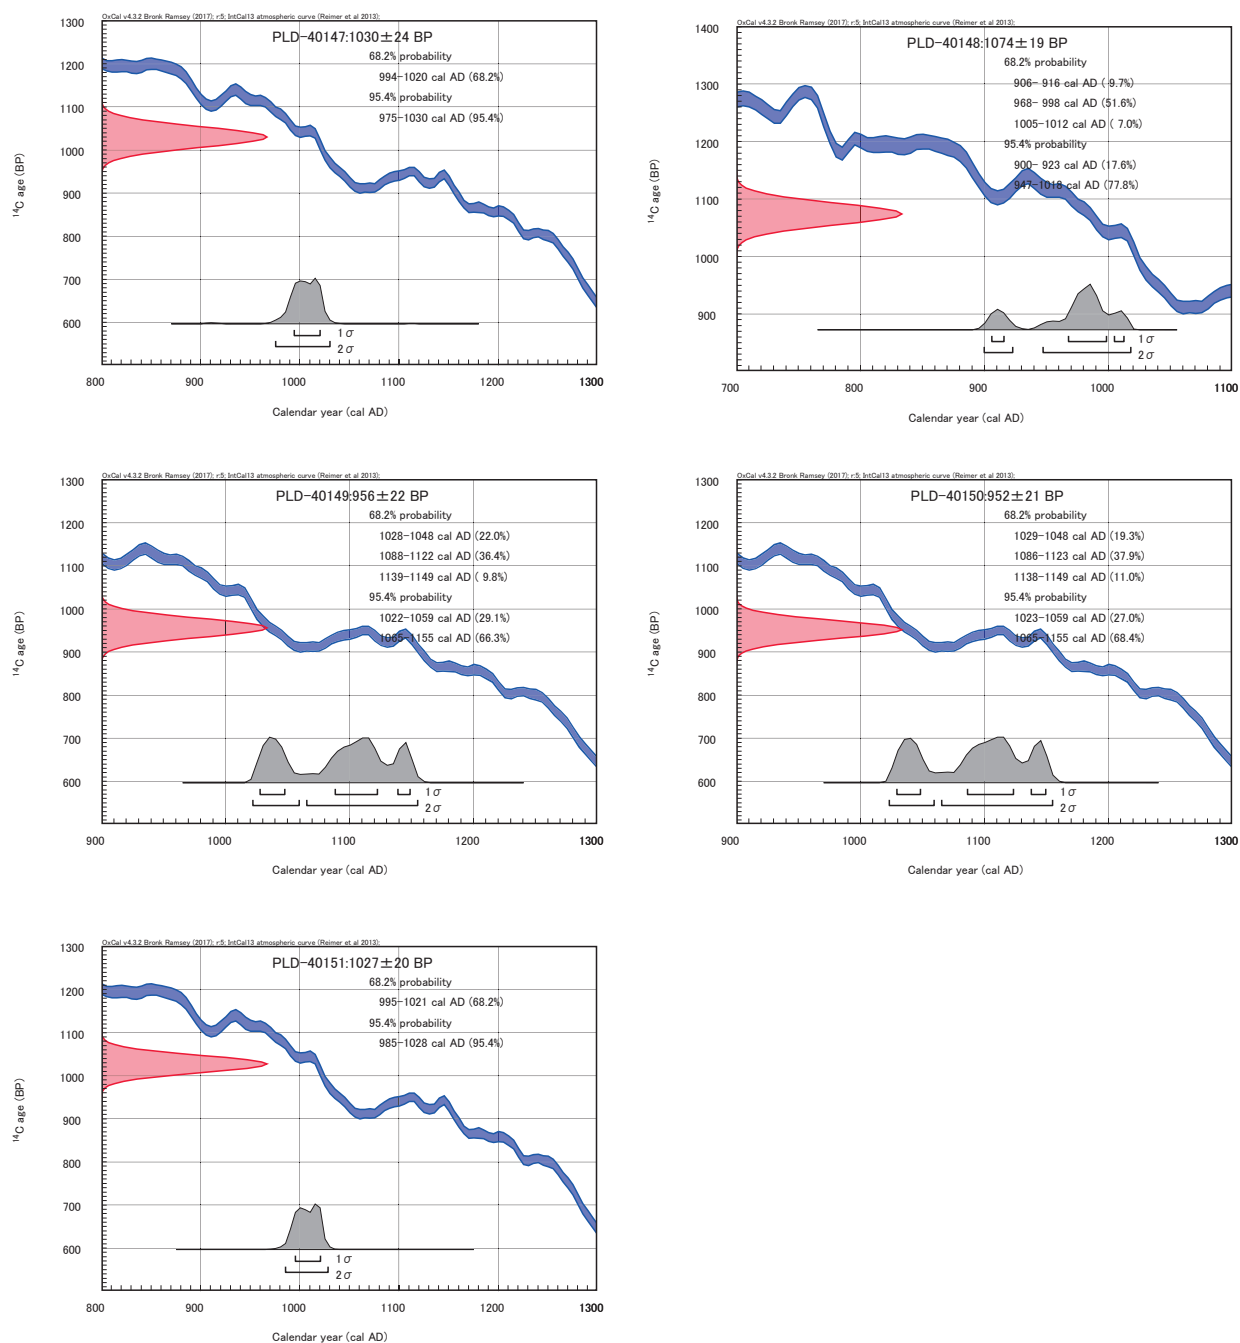 OxCal v4.3.2 Bronk Ramsey (2017); r:5; IntCal13 atmospheric curve (Reimer et al 2013);
PLD-40147:1030±24 BP
68.2% probability
994-1020 cal AD (68.2%)
95.4% probability
975-1030 cal AD (95.4%)
1300
1200
1100
1000
900
800
700
600
14C age (BP)
1σ
2σ
800 900 1000 1100 1200 1300
Calendar year (cal AD)
OxCal v4.3.2 Bronk Ramsey (2017); r:5; IntCal13 atmospheric curve (Reimer et al 2013);
PLD-40148:1074±19 BP
68.2% probability
906- 916 cal AD ( 9.7%)
968- 998 cal AD (51.6%)
1005-1012 cal AD ( 7.0%)
95.4% probability
900- 923 cal AD (17.6%)
947-1018 cal AD (77.8%)
1400
1300
1200
1100
1000
900
800
14C age (BP)
1σ
2σ
700 800 900 1000 1100
Calendar year (cal AD)
OxCal v4.3.2 Bronk Ramsey (2017); r:5; IntCal13 atmospheric curve (Reimer et al 2013);
PLD-40149:956±22 BP
68.2% probability
1028-1048 cal AD (22.0%)
1088-1122 cal AD (36.4%)
1139-1149 cal AD ( 9.8%)
95.4% probability
1022-1059 cal AD (29.1%)
1065-1155 cal AD (66.3%)
1300
1200
1100
1000
900
800
700
600
500
14C age (BP)
1σ
2σ
900 1000 1100 1200 1300
Calendar year (cal AD)
OxCal v4.3.2 Bronk Ramsey (2017); r:5; IntCal13 atmospheric curve (Reimer et al 2013);
PLD-40150:952±21 BP
68.2% probability
1029-1048 cal AD (19.3%)
1086-1123 cal AD (37.9%)
1138-1149 cal AD (11.0%)
95.4% probability
1023-1059 cal AD (27.0%)
1065-1155 cal AD (68.4%)
1300
1200
1100
1000
900
800
700
600
500
14C age (BP)
1σ
2σ
900 1000 1100 1200 1300
Calendar year (cal AD)
OxCal v4.3.2 Bronk Ramsey (2017); r:5; IntCal13 atmospheric curve (Reimer et al 2013);
PLD-40151:1027±20 BP
68.2% probability
995-1021 cal AD (68.2%)
95.4% probability
985-1028 cal AD (95.4%)
1300
1200
1100
1000
900
800
700
600
500
14C age (BP)
1σ
2σ
800 900 1000 1100 1200 1300
Calendar year (cal AD)